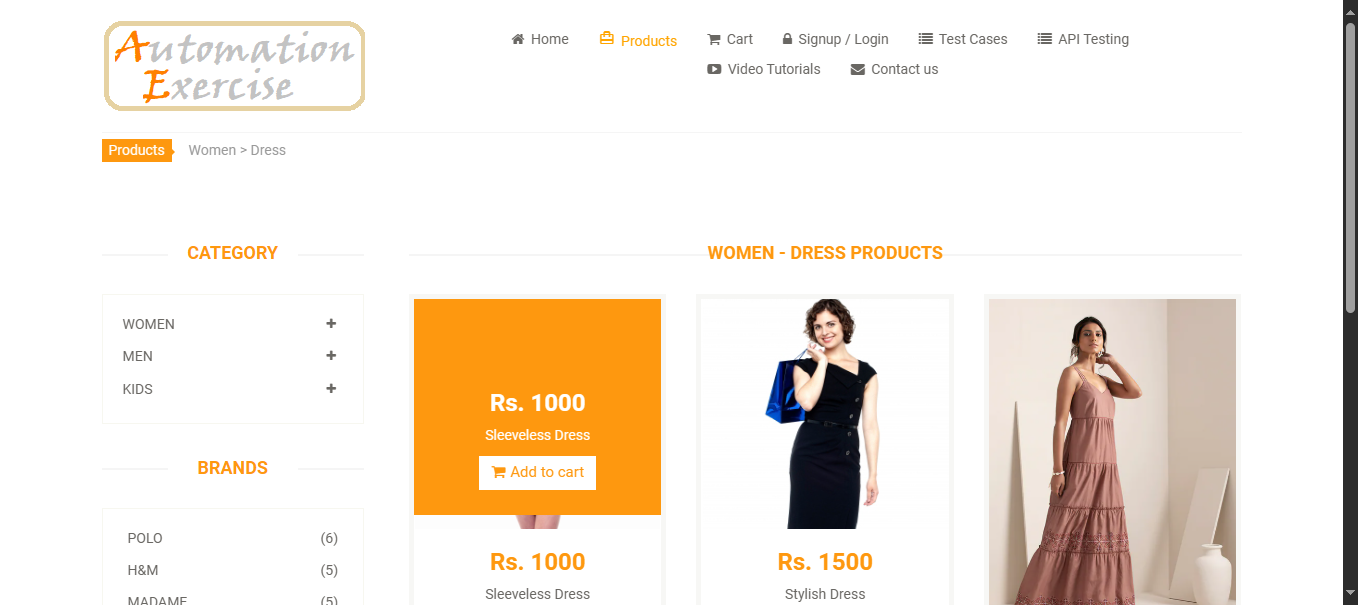 Automation
Exercise
Home
Products
Cart
Signup / Login
Test Cases
API Testing
Video Tutorials
Contact us
Products
Women > Dress
CATEGORY
WOMEN
MEN
KIDS
BRANDS
POLO (6)
H&M (5)
MADAME (5)
WOMEN - DRESS PRODUCTS
Rs. 1000
Sleeveless Dress
Add to cart
Rs. 1000
Sleeveless Dress
Rs. 1500
Stylish Dress